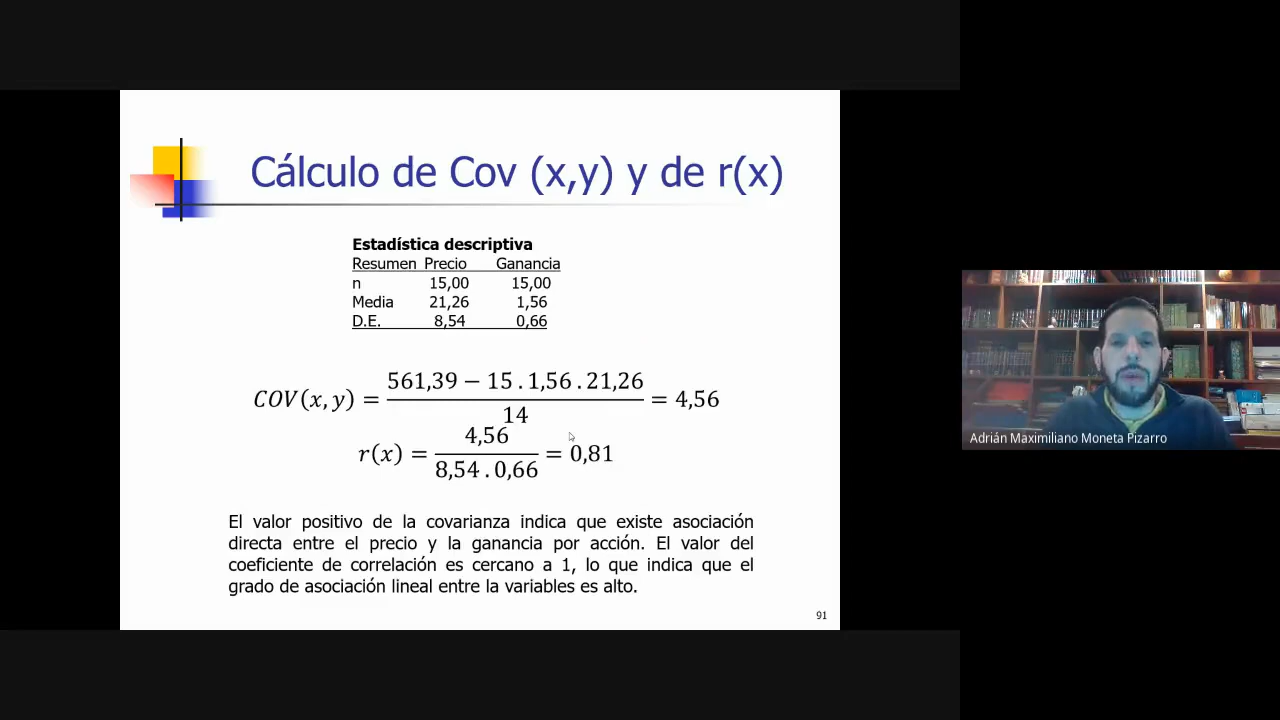 Cálculo de Cov (x,y) y de r(x)
Estadística descriptiva
Resumen Precio Ganancia
n 15,00 15,00
Media 21,26 1,56
D.E. 8,54 0,66
COV(x, y) = 561,39 − 15 . 1,56 . 21,26 / 14 = 4,56
r(x) = 4,56 / 8,54 . 0,66 = 0,81
El valor positivo de la covarianza indica que existe asociación
directa entre el precio y la ganancia por acción. El valor del
coeficiente de correlación es cercano a 1, lo que indica que el
grado de asociación lineal entre la variables es alto.
91
Adrián Maximiliano Moneta Pizarro